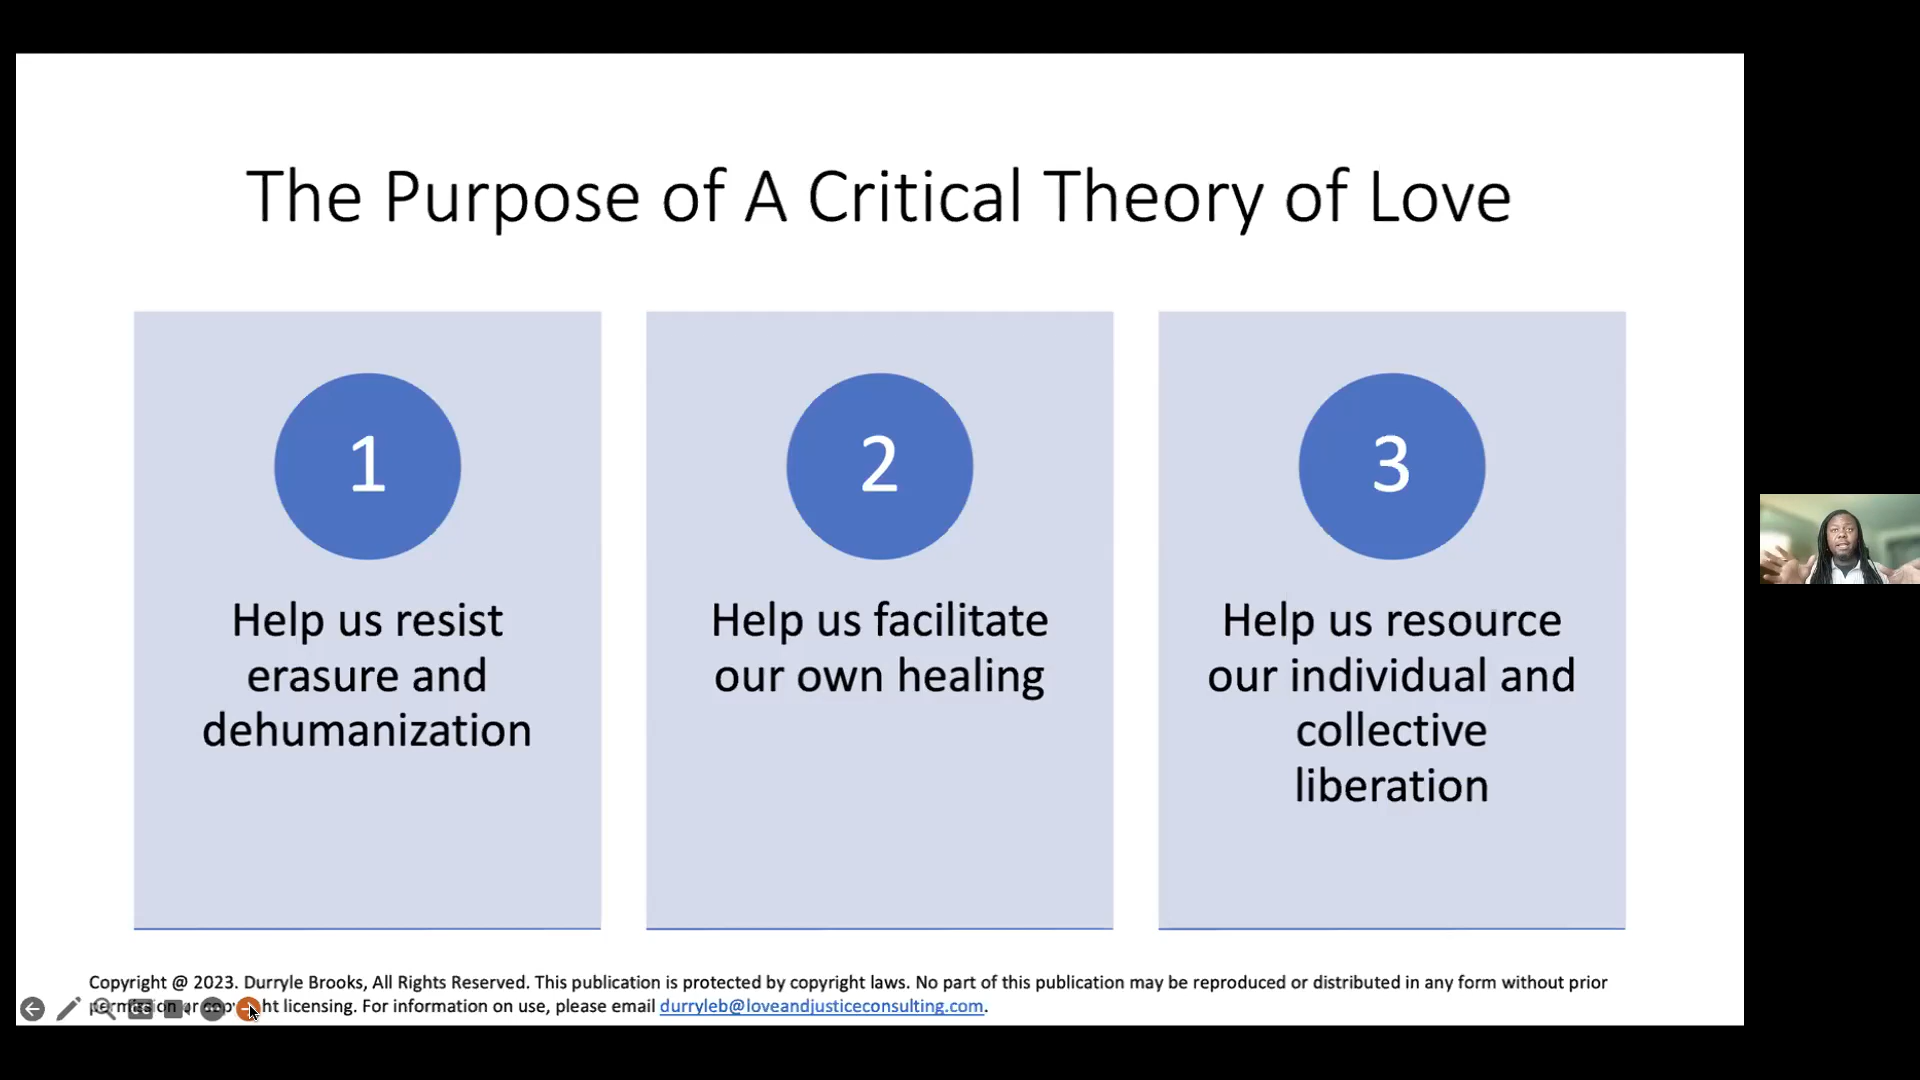 The Purpose of A Critical Theory of Love
1
Help us resist
erasure and
dehumanization
2
Help us facilitate
our own healing
3
Help us resource
our individual and
collective
liberation
Copyright @ 2023. Durryle Brooks, All Rights Reserved. This publication is protected by copyright laws. No part of this publication may be reproduced or distributed in any form without prior
permission or copyright licensing. For information on use, please email durryleb@loveandjusticeconsulting.com.